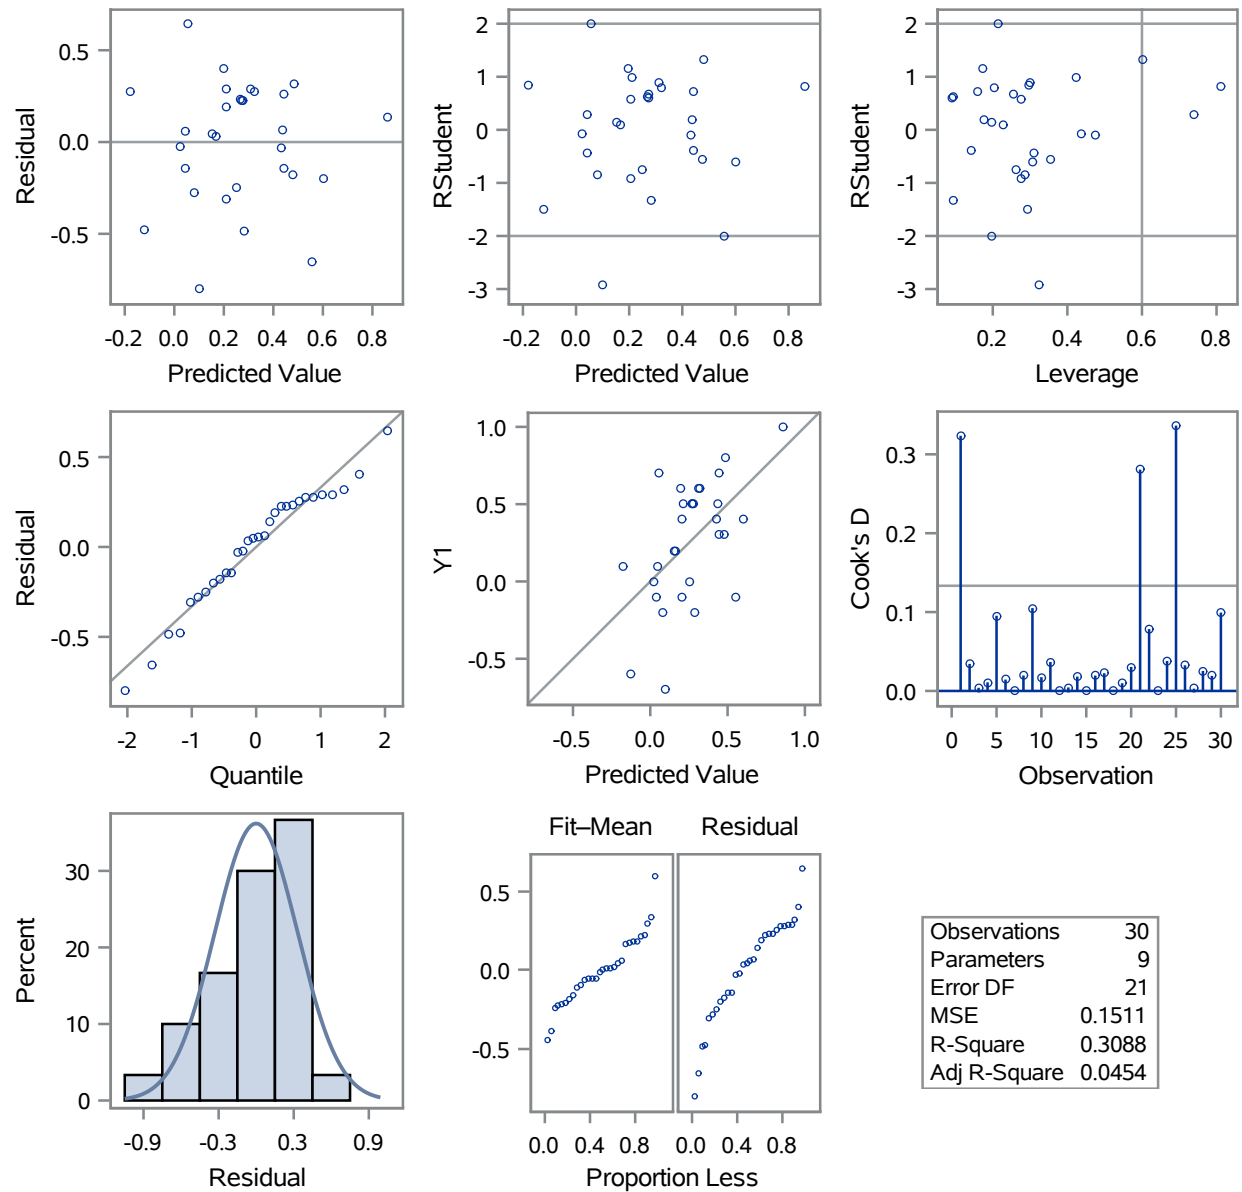 Residual
0.5
0.0
-0.5
-0.2 0.0 0.2 0.4 0.6 0.8
Predicted Value
RStudent
2
1
0
-1
-2
-3
-0.2 0.0 0.2 0.4 0.6 0.8
Predicted Value
RStudent
2
1
0
-1
-2
-3
0.2 0.4 0.6 0.8
Leverage
Residual
0.5
0.0
-0.5
-2 -1 0 1 2
Quantile
Y1
1.0
0.5
0.0
-0.5
-0.5 0.0 0.5 1.0
Predicted Value
Cook's D
0.3
0.2
0.1
0.0
0 5 10 15 20 25 30
Observation
Percent
30
20
10
0
-0.9 -0.3 0.3 0.9
Residual
Fit–Mean Residual
0.5
0.0
-0.5
0.0 0.4 0.8 0.0 0.4 0.8
Proportion Less
Observations 30
Parameters 9
Error DF 21
MSE 0.1511
R-Square 0.3088
Adj R-Square 0.0454